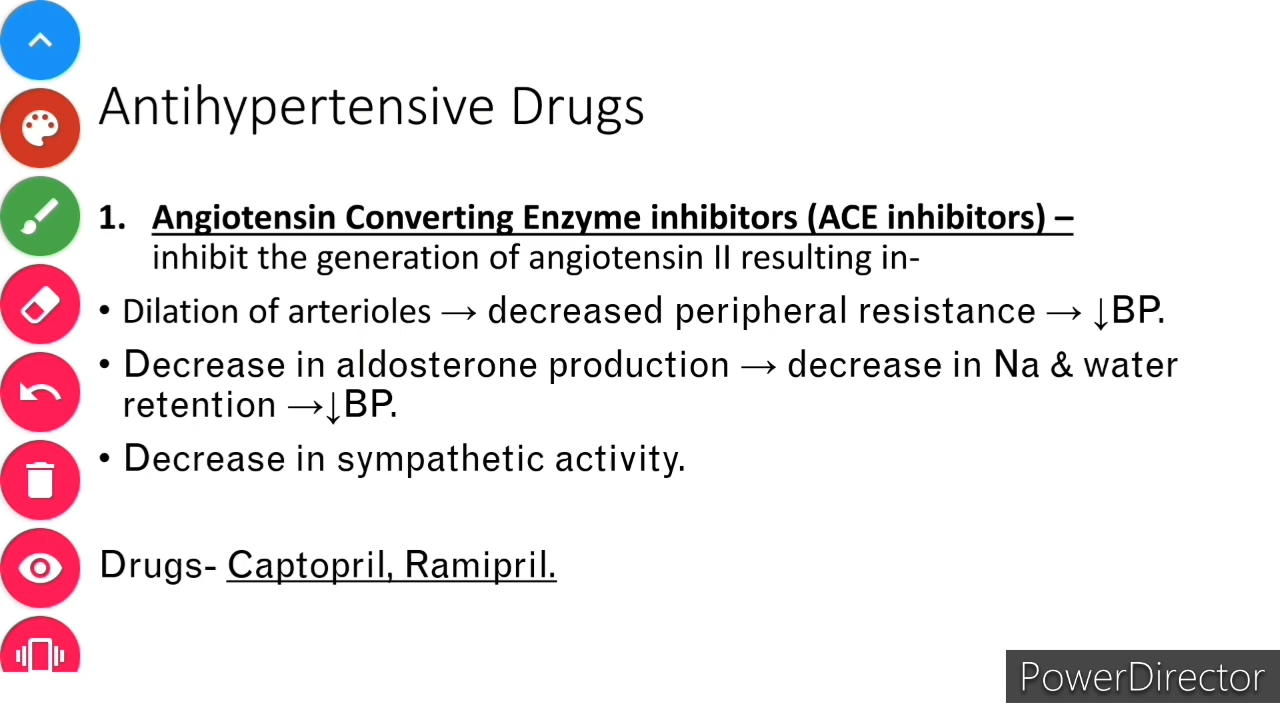 Antihypertensive Drugs
1. Angiotensin Converting Enzyme inhibitors (ACE inhibitors) –
inhibit the generation of angiotensin II resulting in-
• Dilation of arterioles → decreased peripheral resistance → ↓BP.
• Decrease in aldosterone production → decrease in Na & water
retention →↓BP.
• Decrease in sympathetic activity.
Drugs- Captopril, Ramipril.
PowerDirector